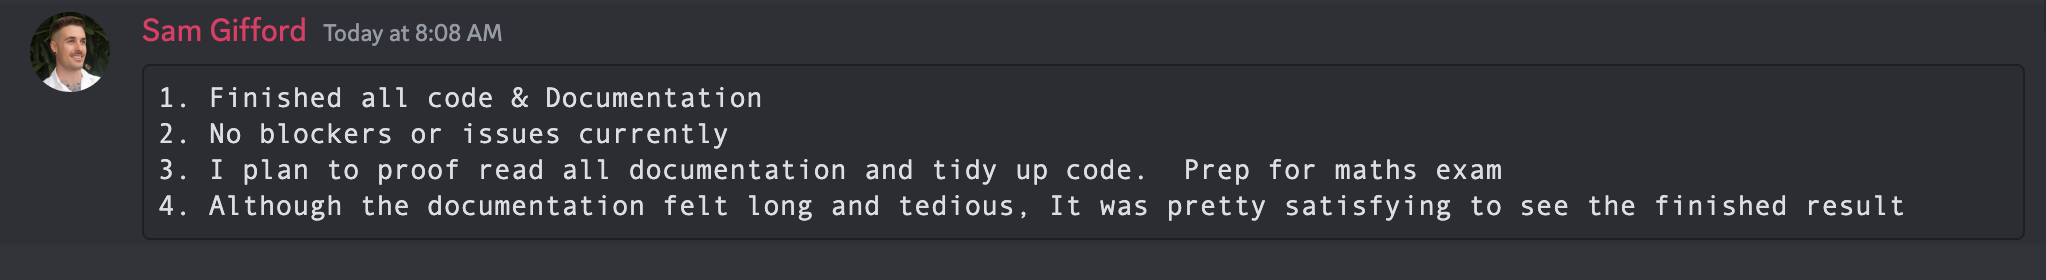 Sam Gifford Today at 8:08 AM
1. Finished all code & Documentation
2. No blockers or issues currently
3. I plan to proof read all documentation and tidy up code.  Prep for maths exam
4. Although the documentation felt long and tedious, It was pretty satisfying to see the finished result